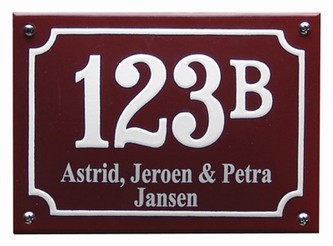 123B
Astrid, Jeroen & Petra
Jansen